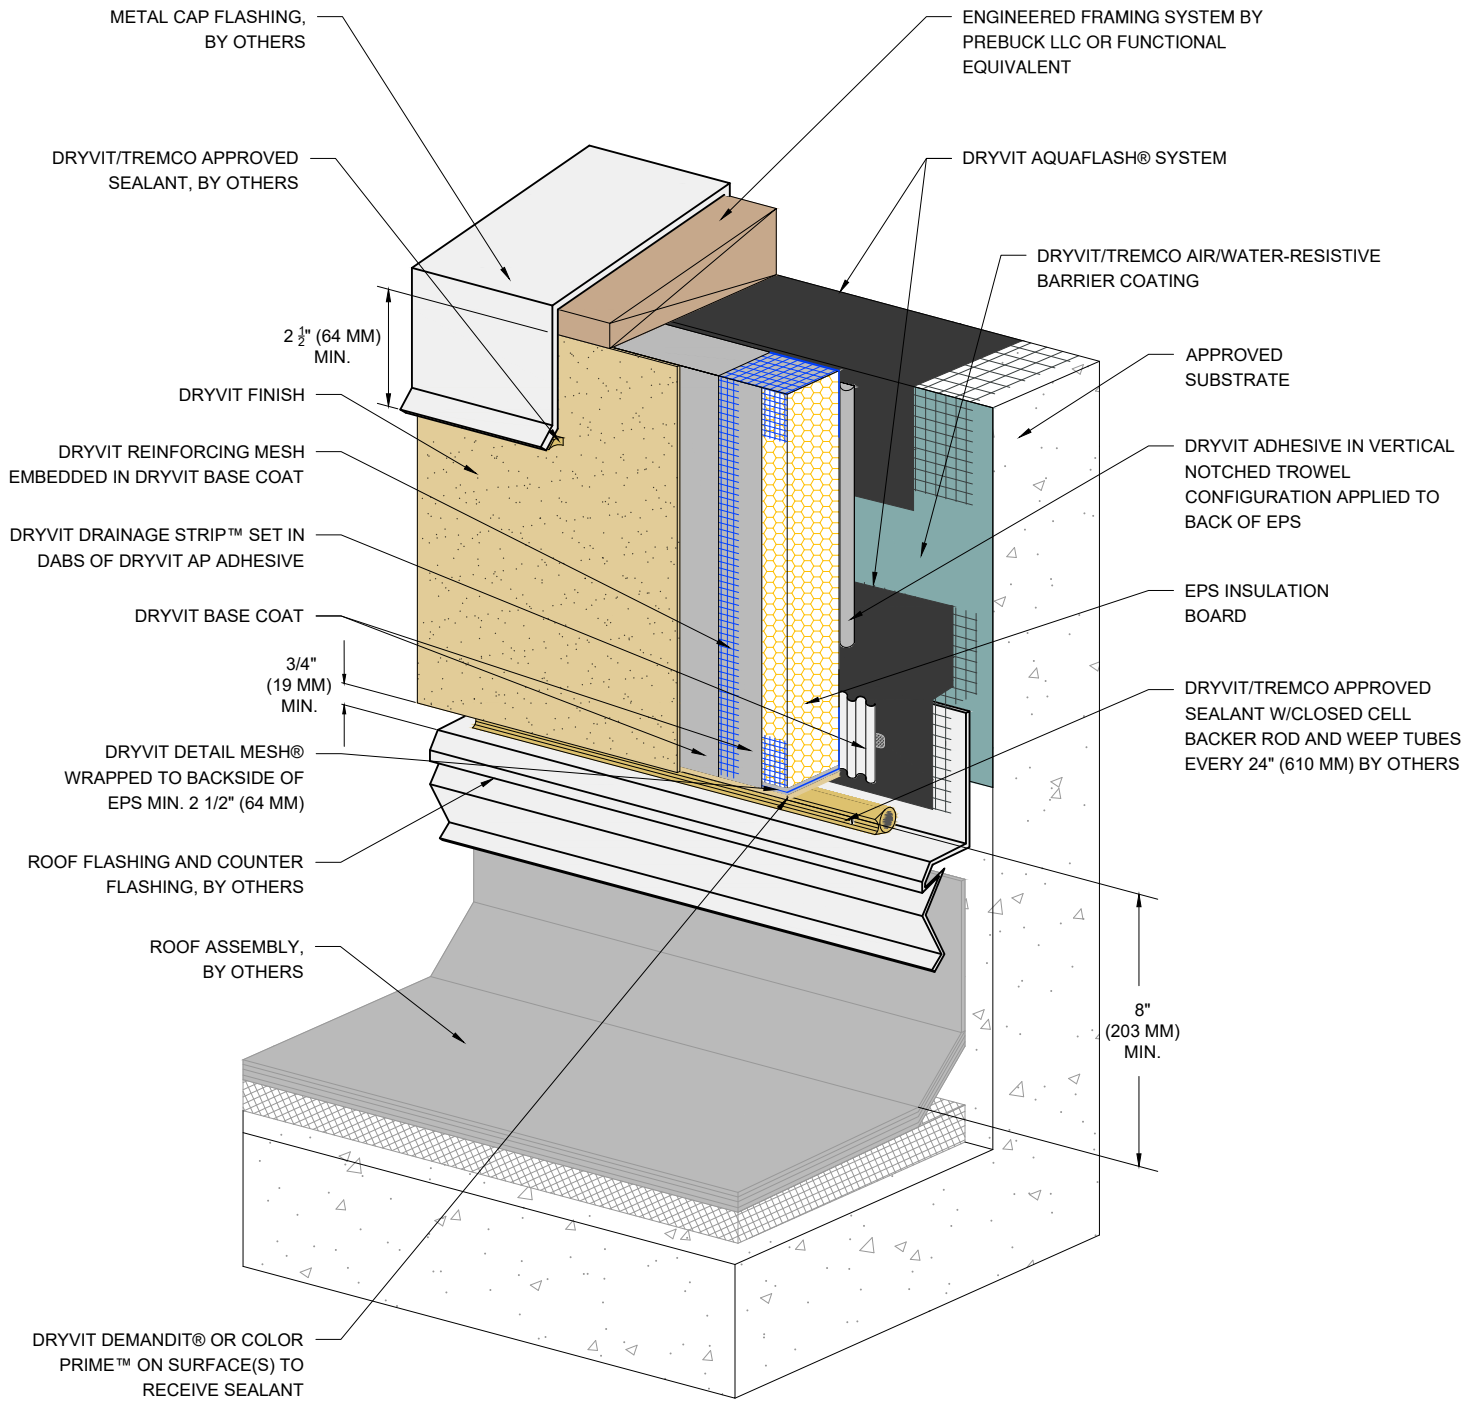 METAL CAP FLASHING,
BY OTHERS
DRYVIT/TREMCO APPROVED
SEALANT, BY OTHERS
2 ½" (64 MM)
MIN.
DRYVIT FINISH
DRYVIT REINFORCING MESH
EMBEDDED IN DRYVIT BASE COAT
DRYVIT DRAINAGE STRIP™ SET IN
DABS OF DRYVIT AP ADHESIVE
DRYVIT BASE COAT
3/4"
(19 MM)
MIN.
DRYVIT DETAIL MESH®
WRAPPED TO BACKSIDE OF
EPS MIN. 2 1/2" (64 MM)
ROOF FLASHING AND COUNTER
FLASHING, BY OTHERS
ROOF ASSEMBLY,
BY OTHERS
DRYVIT DEMANDIT® OR COLOR
PRIME™ ON SURFACE(S) TO
RECEIVE SEALANT
ENGINEERED FRAMING SYSTEM BY
PREBUCK LLC OR FUNCTIONAL
EQUIVALENT
DRYVIT AQUAFLASH® SYSTEM
DRYVIT/TREMCO AIR/WATER-RESISTIVE
BARRIER COATING
APPROVED
SUBSTRATE
DRYVIT ADHESIVE IN VERTICAL
NOTCHED TROWEL
CONFIGURATION APPLIED TO
BACK OF EPS
EPS INSULATION
BOARD
DRYVIT/TREMCO APPROVED
SEALANT W/CLOSED CELL
BACKER ROD AND WEEP TUBES
EVERY 24" (610 MM) BY OTHERS
8"
(203 MM)
MIN.